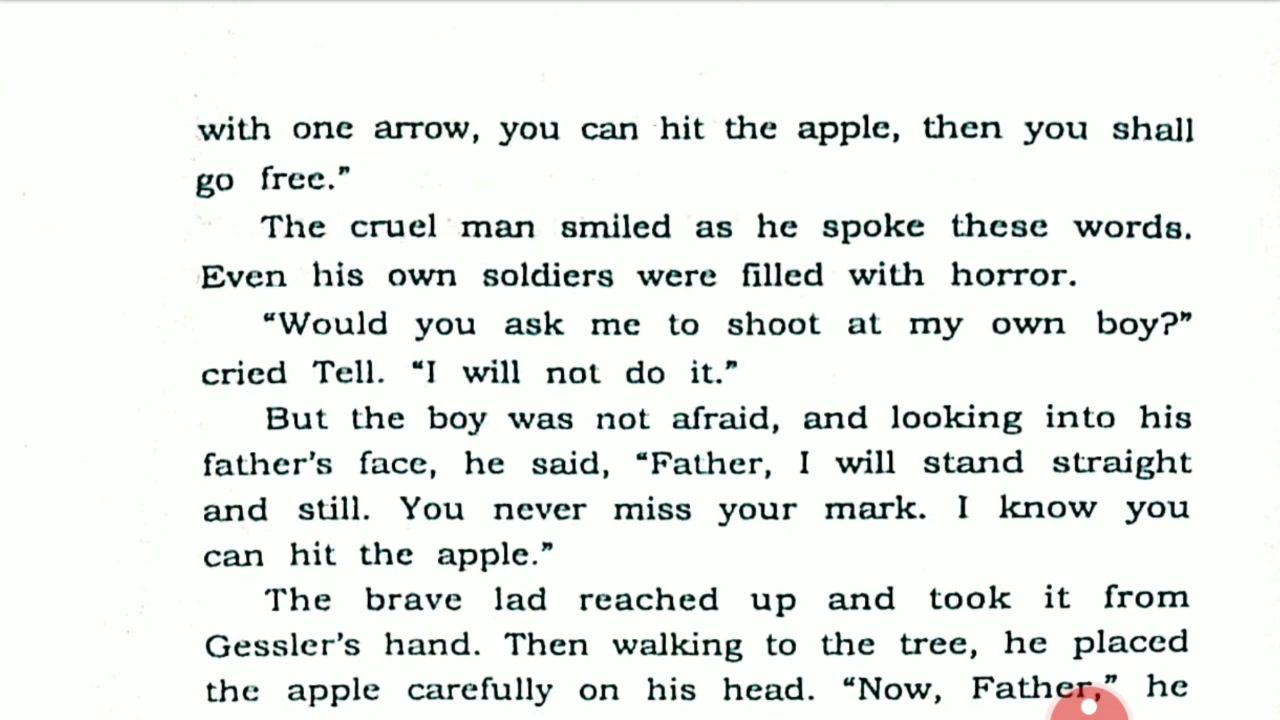 with one arrow, you can hit the apple, then you shall
go free.”
The cruel man smiled as he spoke these words.
Even his own soldiers were filled with horror.
“Would you ask me to shoot at my own boy?”
cried Tell. “I will not do it.”
But the boy was not afraid, and looking into his
father’s face, he said, “Father, I will stand straight
and still. You never miss your mark. I know you
can hit the apple.”
The brave lad reached up and took it from
Gessler’s hand. Then walking to the tree, he placed
the apple carefully on his head. “Now, Father,” he